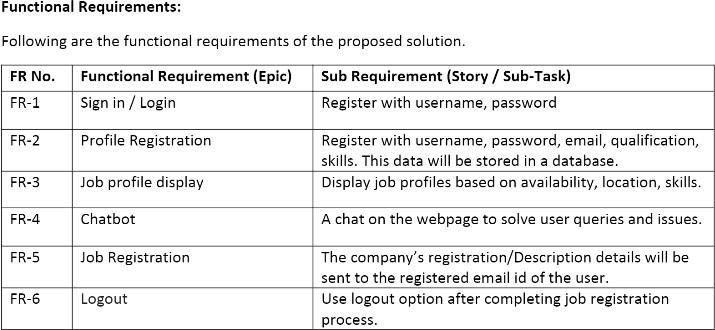 Functional Requirements:
Following are the functional requirements of the proposed solution.
FR No. Functional Requirement (Epic) Sub Requirement (Story / Sub-Task)
FR-1 Sign in / Login Register with username, password
FR-2 Profile Registration Register with username, password, email, qualification,
skills. This data will be stored in a database.
FR-3 Job profile display Display job profiles based on availability, location, skills.
FR-4 Chatbot A chat on the webpage to solve user queries and issues.
FR-5 Job Registration The company's registration/Description details will be
sent to the registered email id of the user.
FR-6 Logout Use logout option after completing job registration
process.